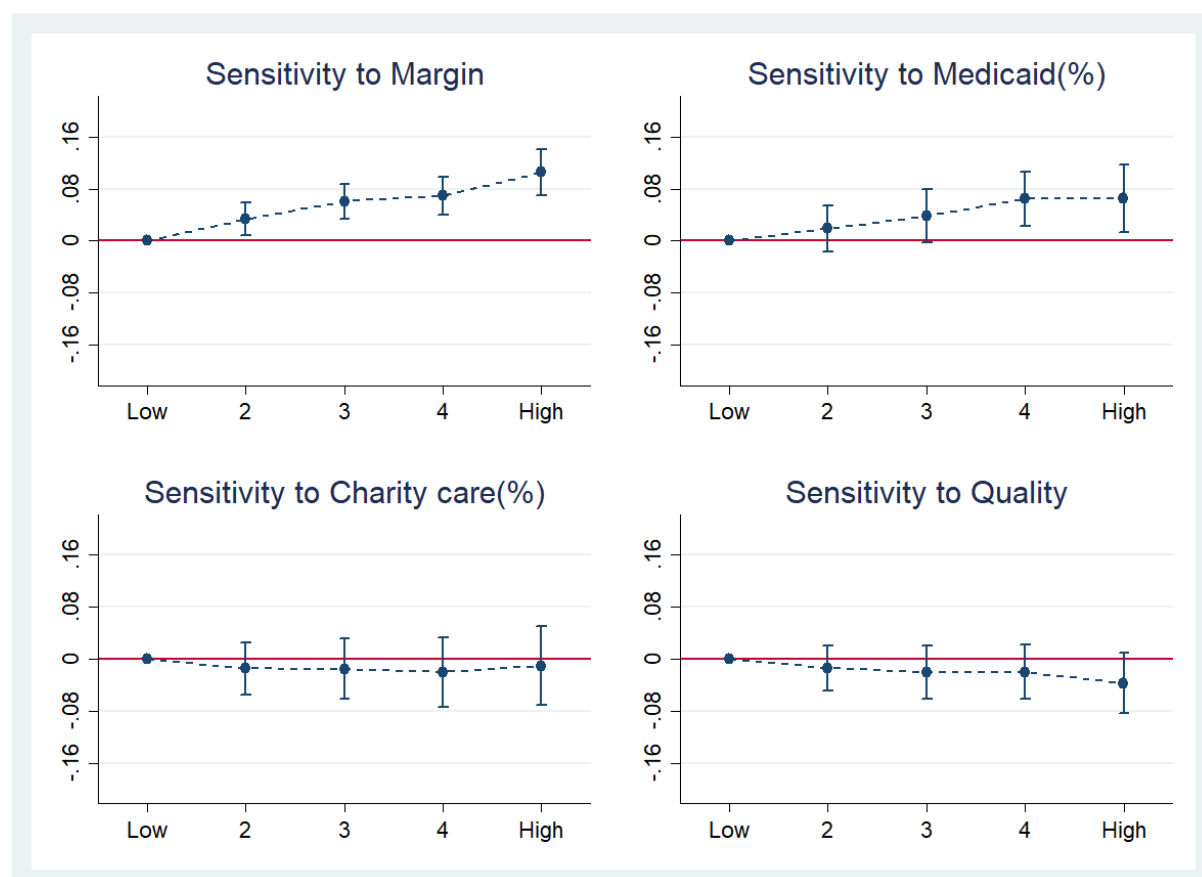 Sensitivity to Margin
.16
.08
0
-.08
-.16
Low 2 3 4 High
Sensitivity to Medicaid(%)
.16
.08
0
-.08
-.16
Low 2 3 4 High
Sensitivity to Charity care(%)
.16
.08
0
-.08
-.16
Low 2 3 4 High
Sensitivity to Quality
.16
.08
0
-.08
-.16
Low 2 3 4 High